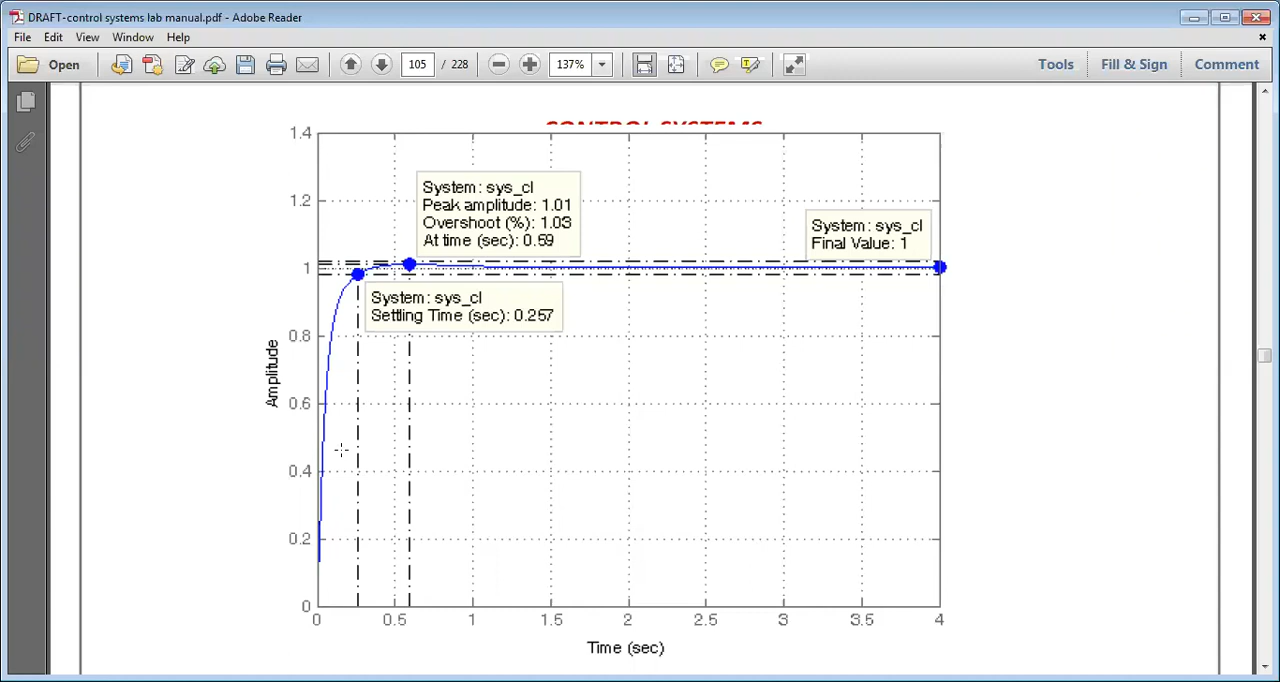 DRAFT-control systems lab manual.pdf - Adobe Reader
File Edit View Window Help
Open 105 / 228 137% Tools Fill & Sign Comment
CONTROL SYSTEMS
1.4
1.2
1
0.8
0.6
0.4
0.2
0
Amplitude
System: sys_cl
Peak amplitude: 1.01
Overshoot (%): 1.03
At time (sec): 0.59
System: sys_cl
Final Value: 1
System: sys_cl
Settling Time (sec): 0.257
0 0.5 1 1.5 2 2.5 3 3.5 4
Time (sec)